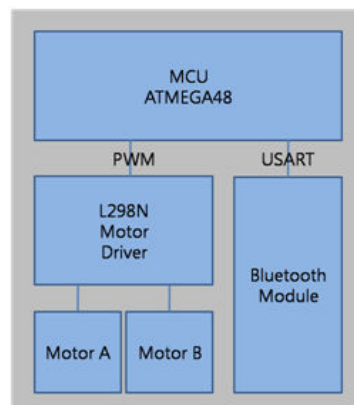 MCU
ATMEGA48
PWM
USART
L298N
Motor
Driver
Bluetooth
Module
Motor A
Motor B